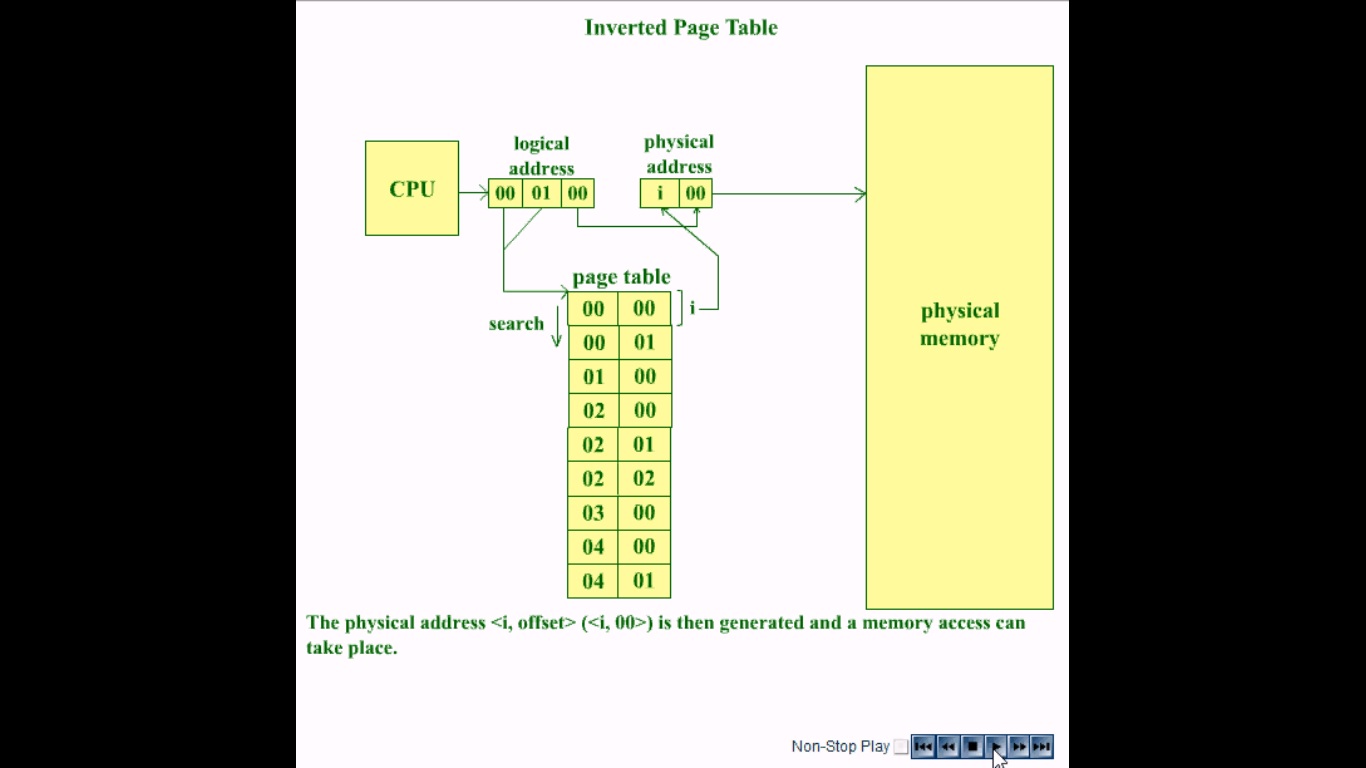 Inverted Page Table
logical
address
physical
address
CPU
00 01 00
i 00
page table
00 00
i
search
00 01
01 00
02 00
02 01
02 02
03 00
04 00
04 01
physical
memory
The physical address <i, offset> (<i, 00>) is then generated and a memory access can
take place.
Non-Stop Play